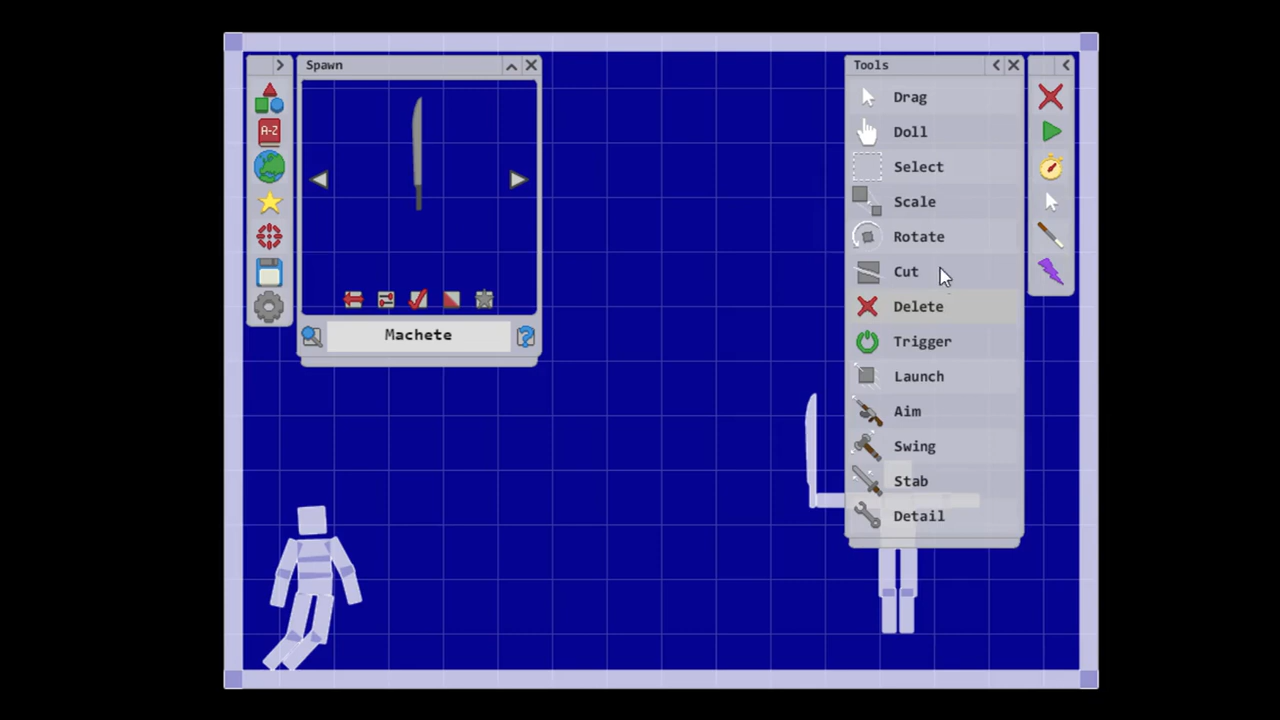 Spawn
A-Z
Machete
Tools
Drag
Doll
Select
Scale
Rotate
Cut
Delete
Trigger
Launch
Aim
Swing
Stab
Detail